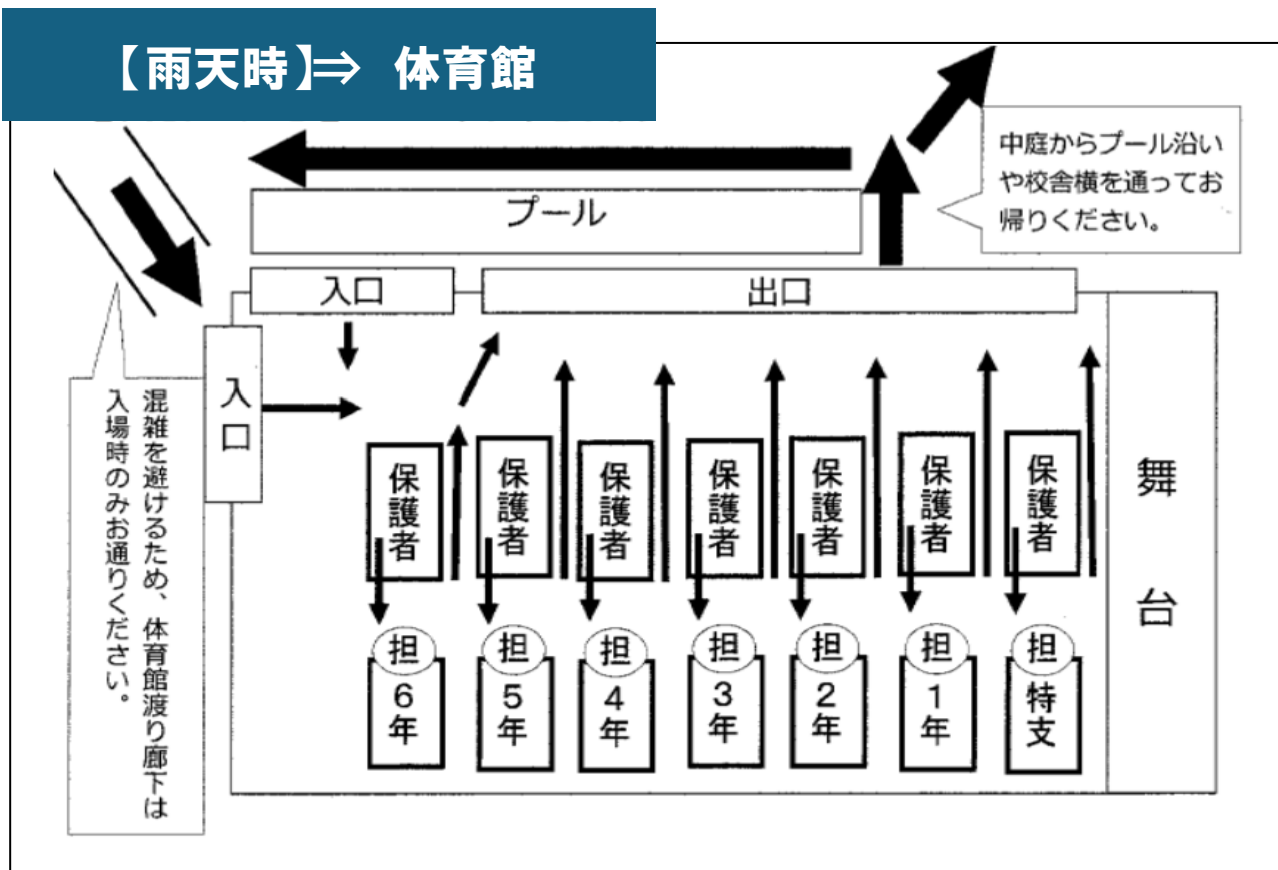 【雨天時】⇒ 体育館
中庭からプール沿い
や校舎横を通ってお
帰りください。
プール
入口
出口
入口
混雑を避けるため、体育館渡り廊下は
入場時のみお通りください。
保護者
保護者
保護者
保護者
保護者
保護者
保護者
舞台
担
担
担
担
担
担
担
6年
5年
4年
3年
2年
1年
特支